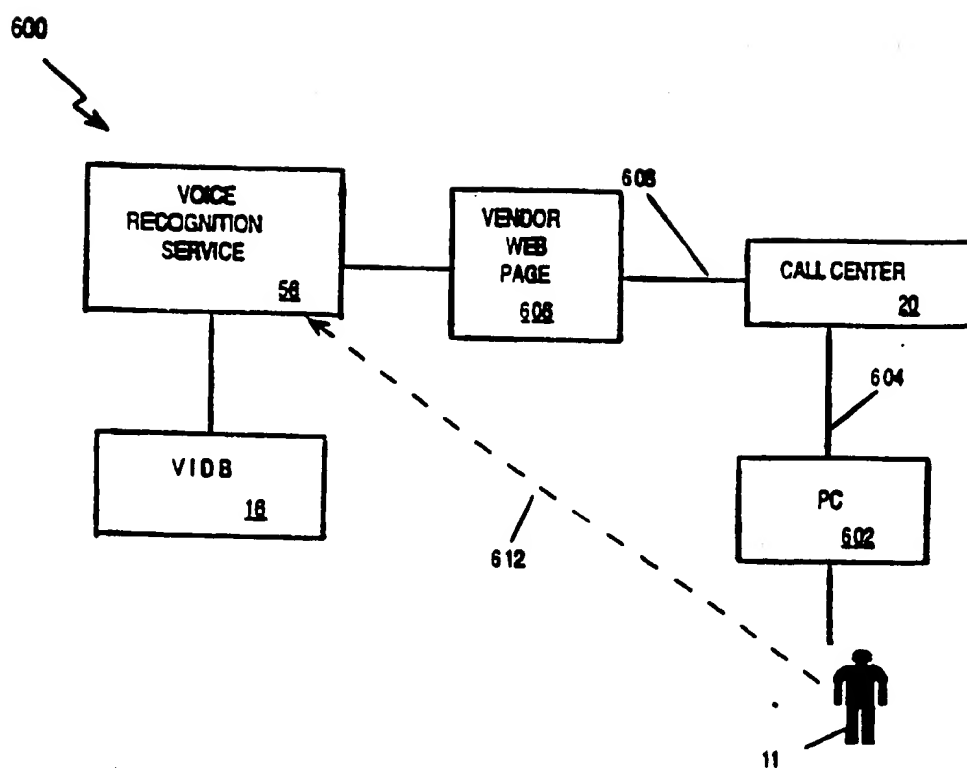 600
VOICE
RECOGNITION
SERVICE
56
VENDOR
WEB
PAGE
606
608
CALL CENTER
20
604
VIDB
16
PC
602
612
11